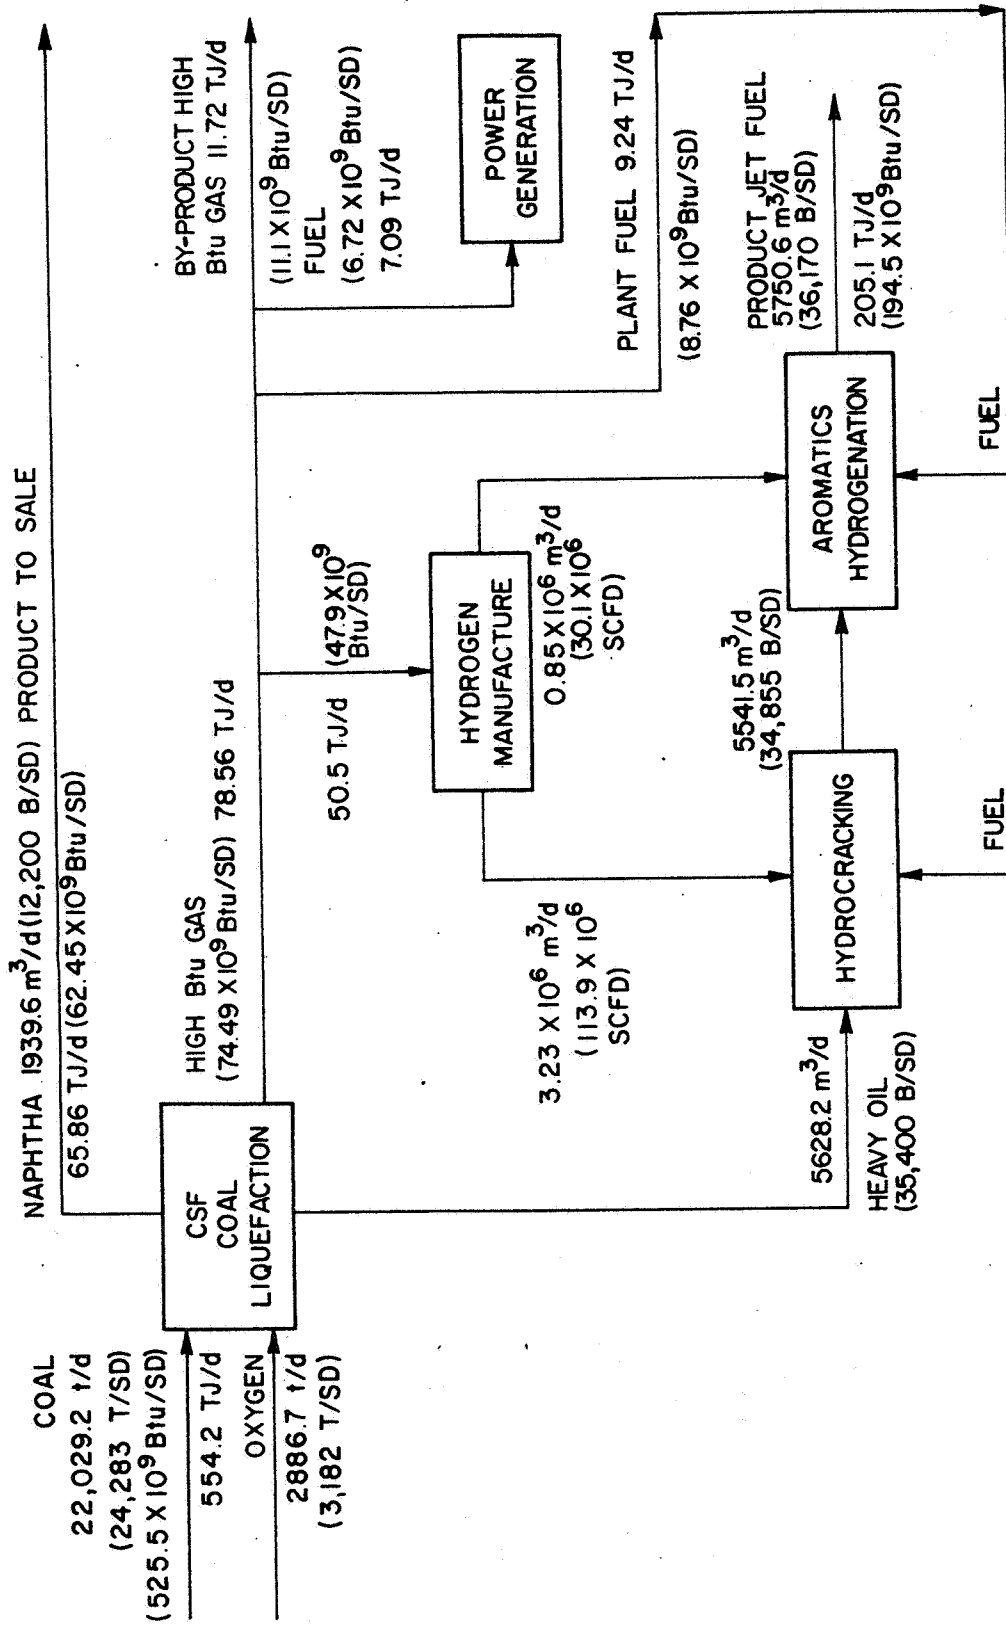 NAPHTHA 1939.6 m³/d (12,200 B/SD) PRODUCT TO SALE
65.86 TJ/d (62.45 X 10⁹ Btu/SD)
COAL
22,029.2 t/d
(24,283 T/SD)
(525.5 X 10⁹ Btu/SD)
554.2 TJ/d
OXYGEN
2886.7 t/d
(3,182 T/SD)
CSF
COAL
LIQUEFACTION
HIGH Btu GAS
(74.49 X 10⁹ Btu/SD) 78.56 TJ/d
BY-PRODUCT HIGH
Btu GAS 11.72 TJ/d
(11.1 X 10⁹ Btu/SD)
FUEL
(6.72 X 10⁹ Btu/SD)
7.09 TJ/d
POWER
GENERATION
50.5 TJ/d
(47.9 X 10⁹
Btu/SD)
HYDROGEN
MANUFACTURE
PLANT FUEL 9.24 TJ/d
(8.76 X 10⁹ Btu/SD)
3.23 X 10⁶ m³/d
(113.9 X 10⁶
SCFD)
0.85 X 10⁶ m³/d
(30.1 X 10⁶
SCFD)
5628.2 m³/d
HEAVY OIL
(35,400 B/SD)
HYDROCRACKING
5541.5 m³/d
(34,855 B/SD)
AROMATICS
HYDROGENATION
PRODUCT JET FUEL
5750.6 m³/d
(36,170 B/SD)
205.1 TJ/d
(194.5 X 10⁹ Btu/SD)
FUEL
FUEL